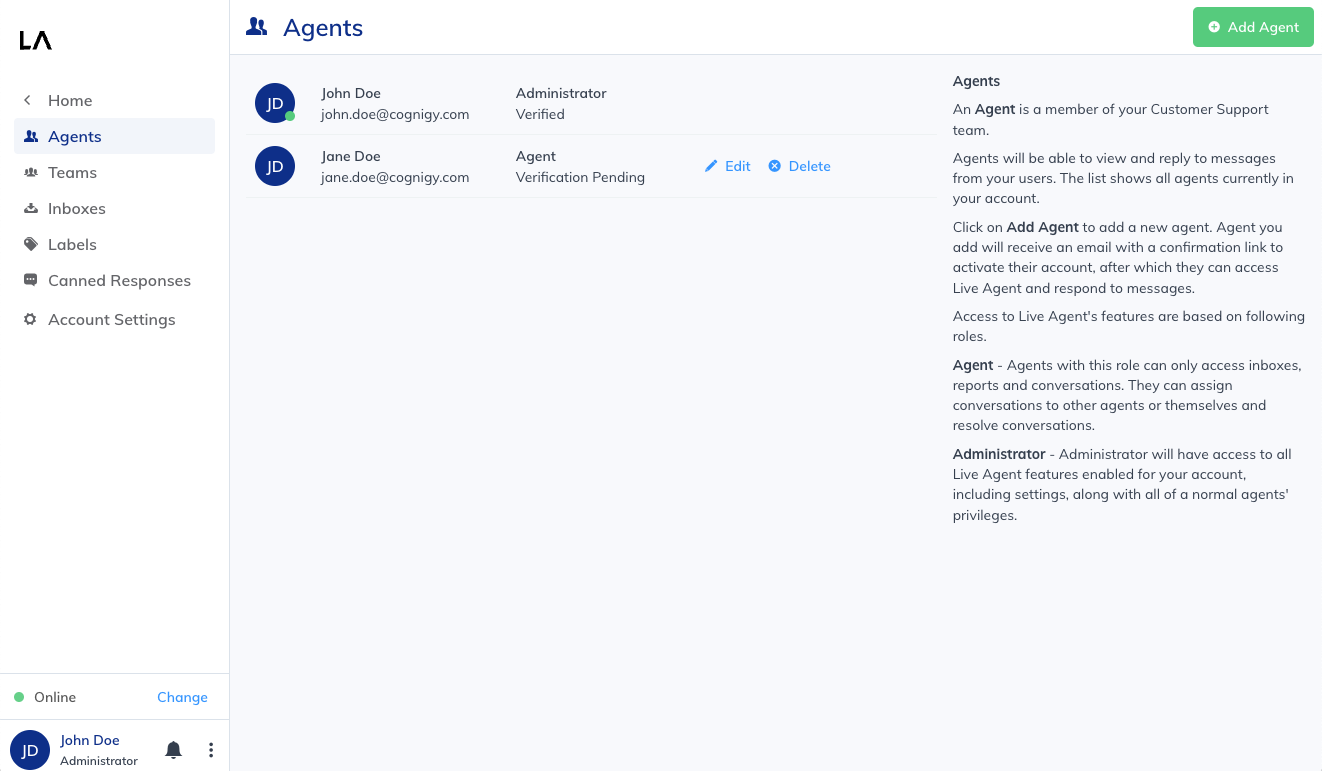 LA
Home
Agents
Teams
Inboxes
Labels
Canned Responses
Account Settings
Online Change
JD John Doe
Administrator
Agents
Add Agent
JD John Doe Administrator
john.doe@cognigy.com Verified
JD Jane Doe Agent Edit Delete
jane.doe@cognigy.com Verification Pending
Agents
An Agent is a member of your Customer Support
team.
Agents will be able to view and reply to messages
from your users. The list shows all agents currently in
your account.
Click on Add Agent to add a new agent. Agent you
add will receive an email with a confirmation link to
activate their account, after which they can access
Live Agent and respond to messages.
Access to Live Agent's features are based on following
roles.
Agent - Agents with this role can only access inboxes,
reports and conversations. They can assign
conversations to other agents or themselves and
resolve conversations.
Administrator - Administrator will have access to all
Live Agent features enabled for your account,
including settings, along with all of a normal agents'
privileges.